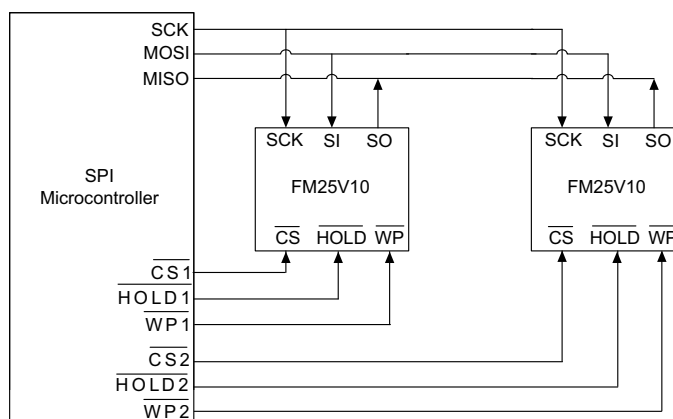 SCK
MOSI
MISO
SCK SI SO
SCK SI SO
SPI
Microcontroller
FM25V10
FM25V10
CS HOLD WP
CS HOLD WP
CS1
HOLD1
WP1
CS2
HOLD2
WP2